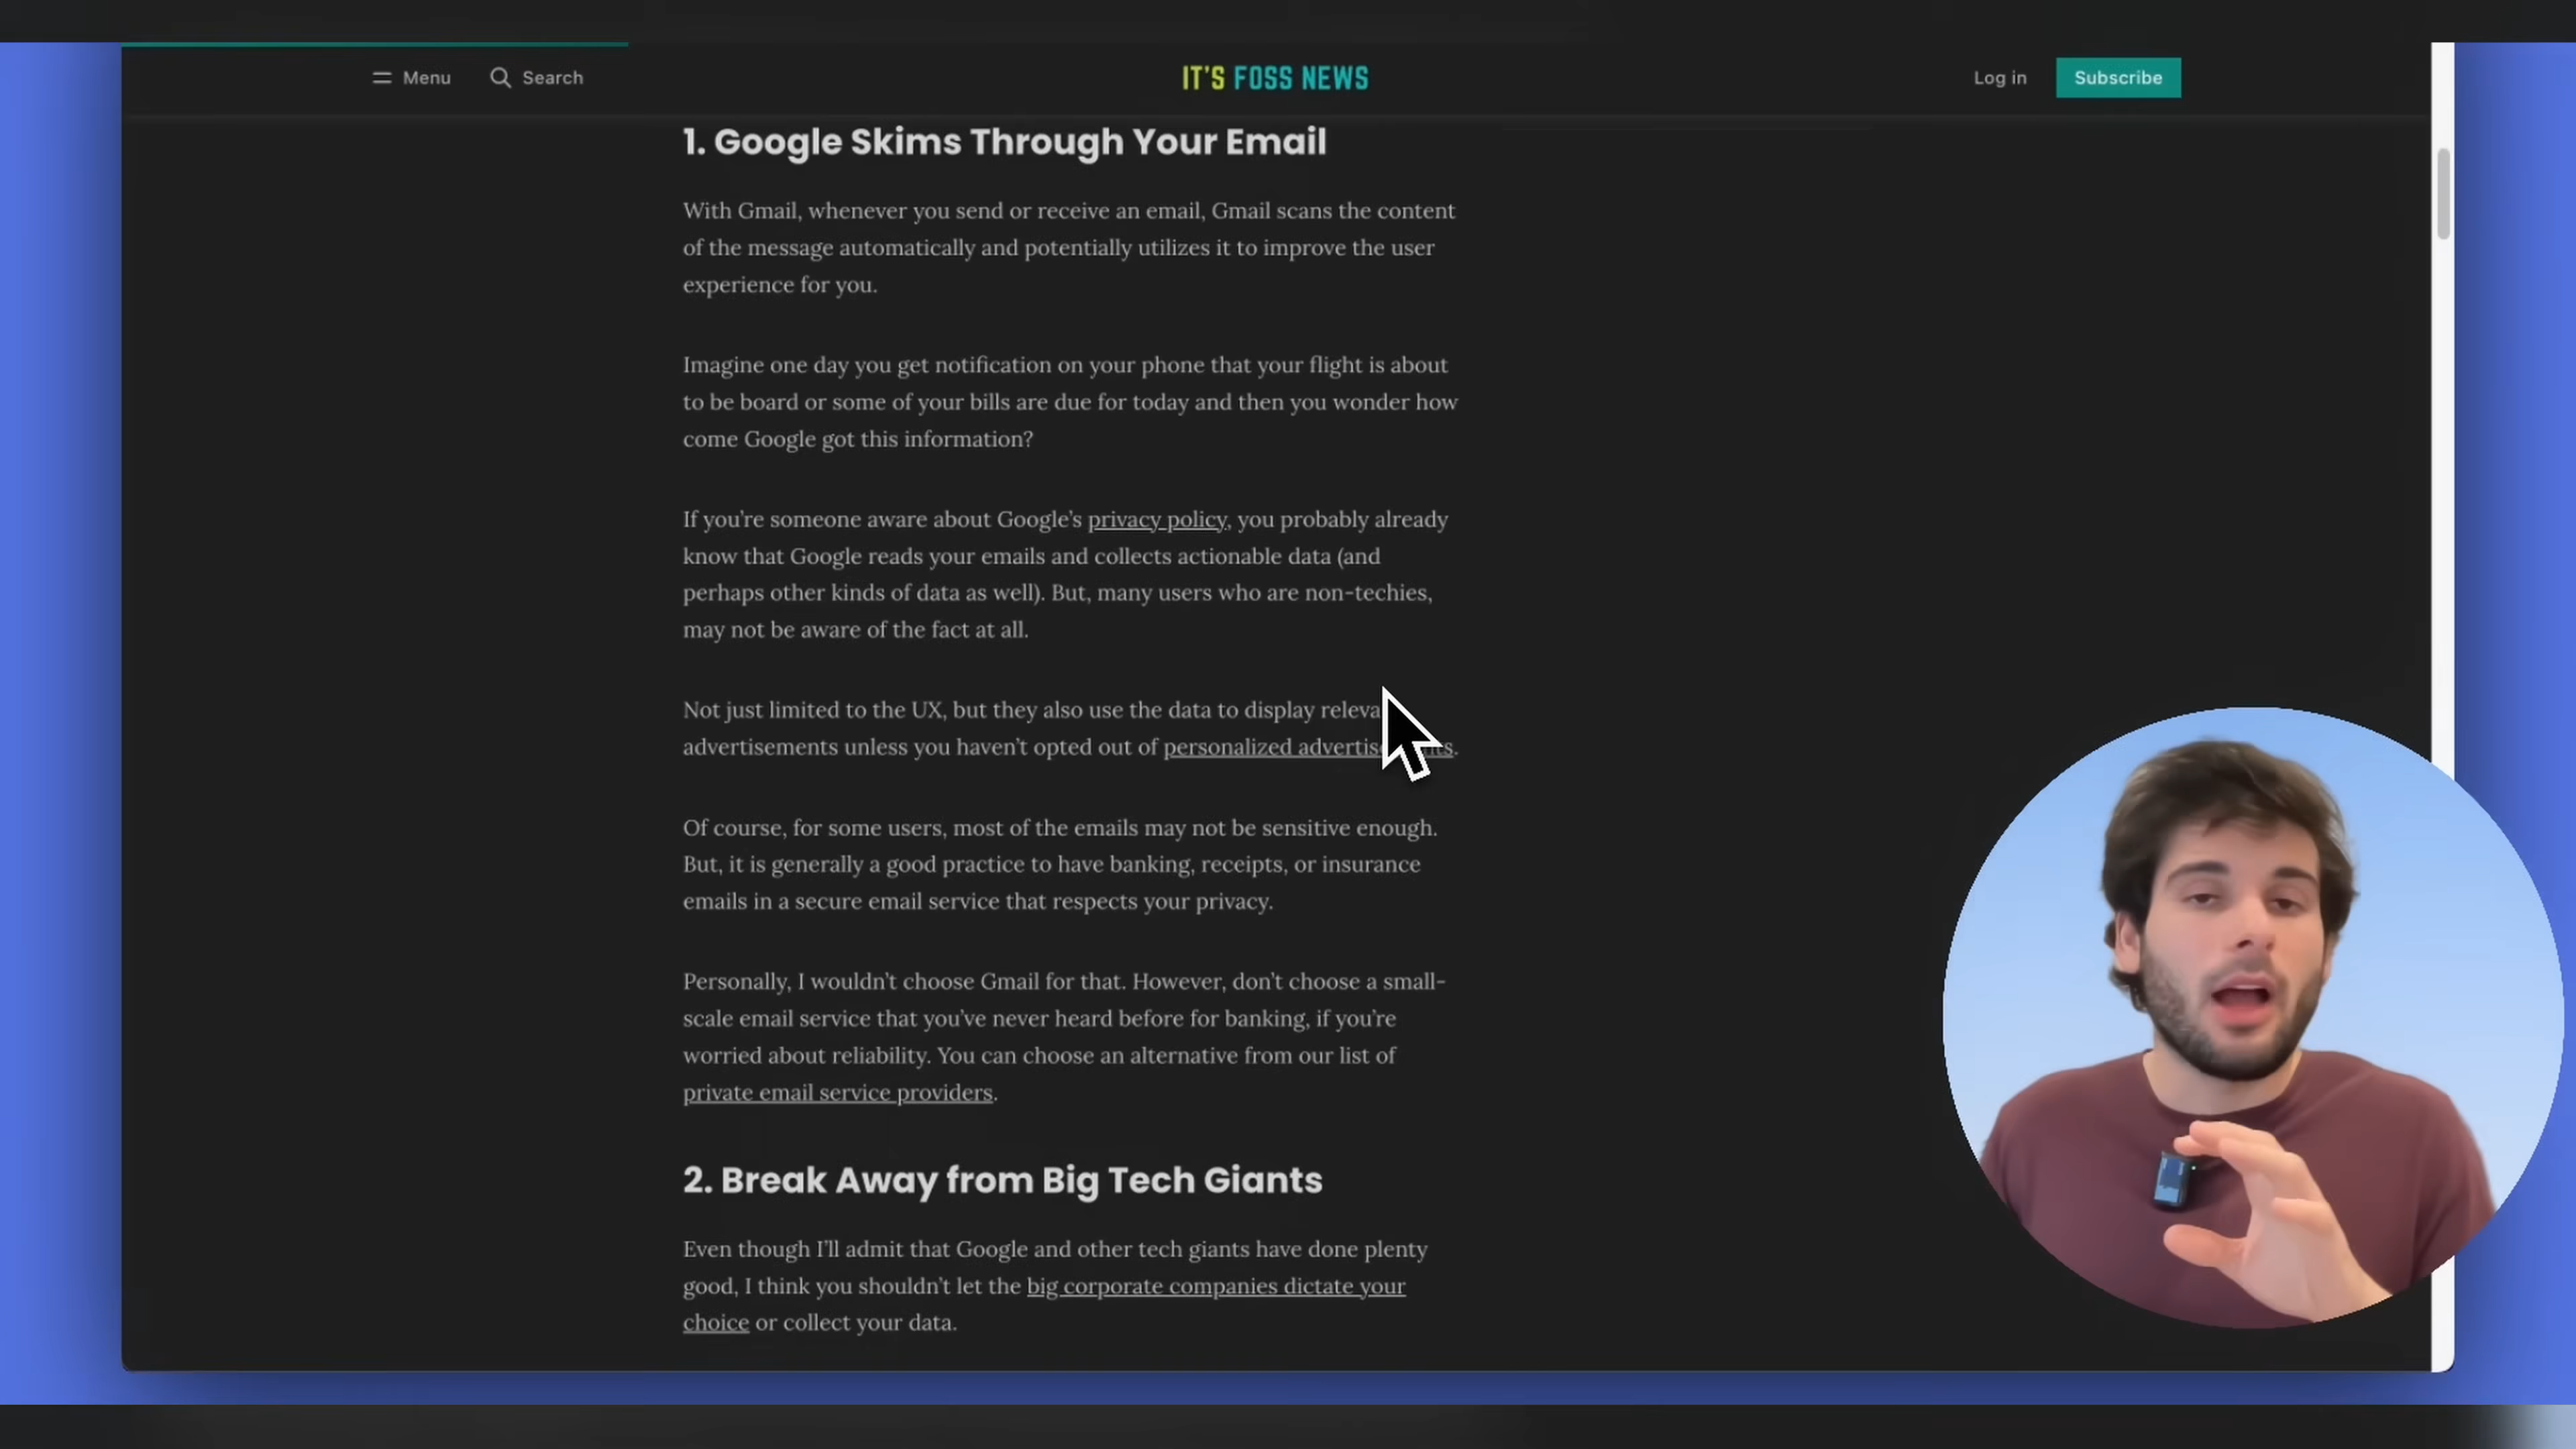 Menu
Search
IT'S FOSS NEWS
Log in
Subscribe
1. Google Skims Through Your Email
With Gmail, whenever you send or receive an email, Gmail scans the content
of the message automatically and potentially utilizes it to improve the user
experience for you.
Imagine one day you get notification on your phone that your flight is about
to be board or some of your bills are due for today and then you wonder how
come Google got this information?
If you're someone aware about Google's privacy policy, you probably already
know that Google reads your emails and collects actionable data (and
perhaps other kinds of data as well). But, many users who are non-techies,
may not be aware of the fact at all.
Not just limited to the UX, but they also use the data to display
advertisements unless you haven't opted out of personalized
Of course, for some users, most of the emails may not be sensitive enough.
But, it is generally a good practice to have banking, receipts, or insurance
emails in a secure email service that respects your privacy.
Personally, I wouldn't choose Gmail for that. However, don't choose a small-
scale email service that you've never heard before for banking, if you're
worried about reliability. You can choose an alternative from our list of
private email service providers.
2. Break Away from Big Tech Giants
Even though I'll admit that Google and other tech giants have done plenty
good, I think you shouldn't let the big corporate companies dictate your
choice or collect your data.